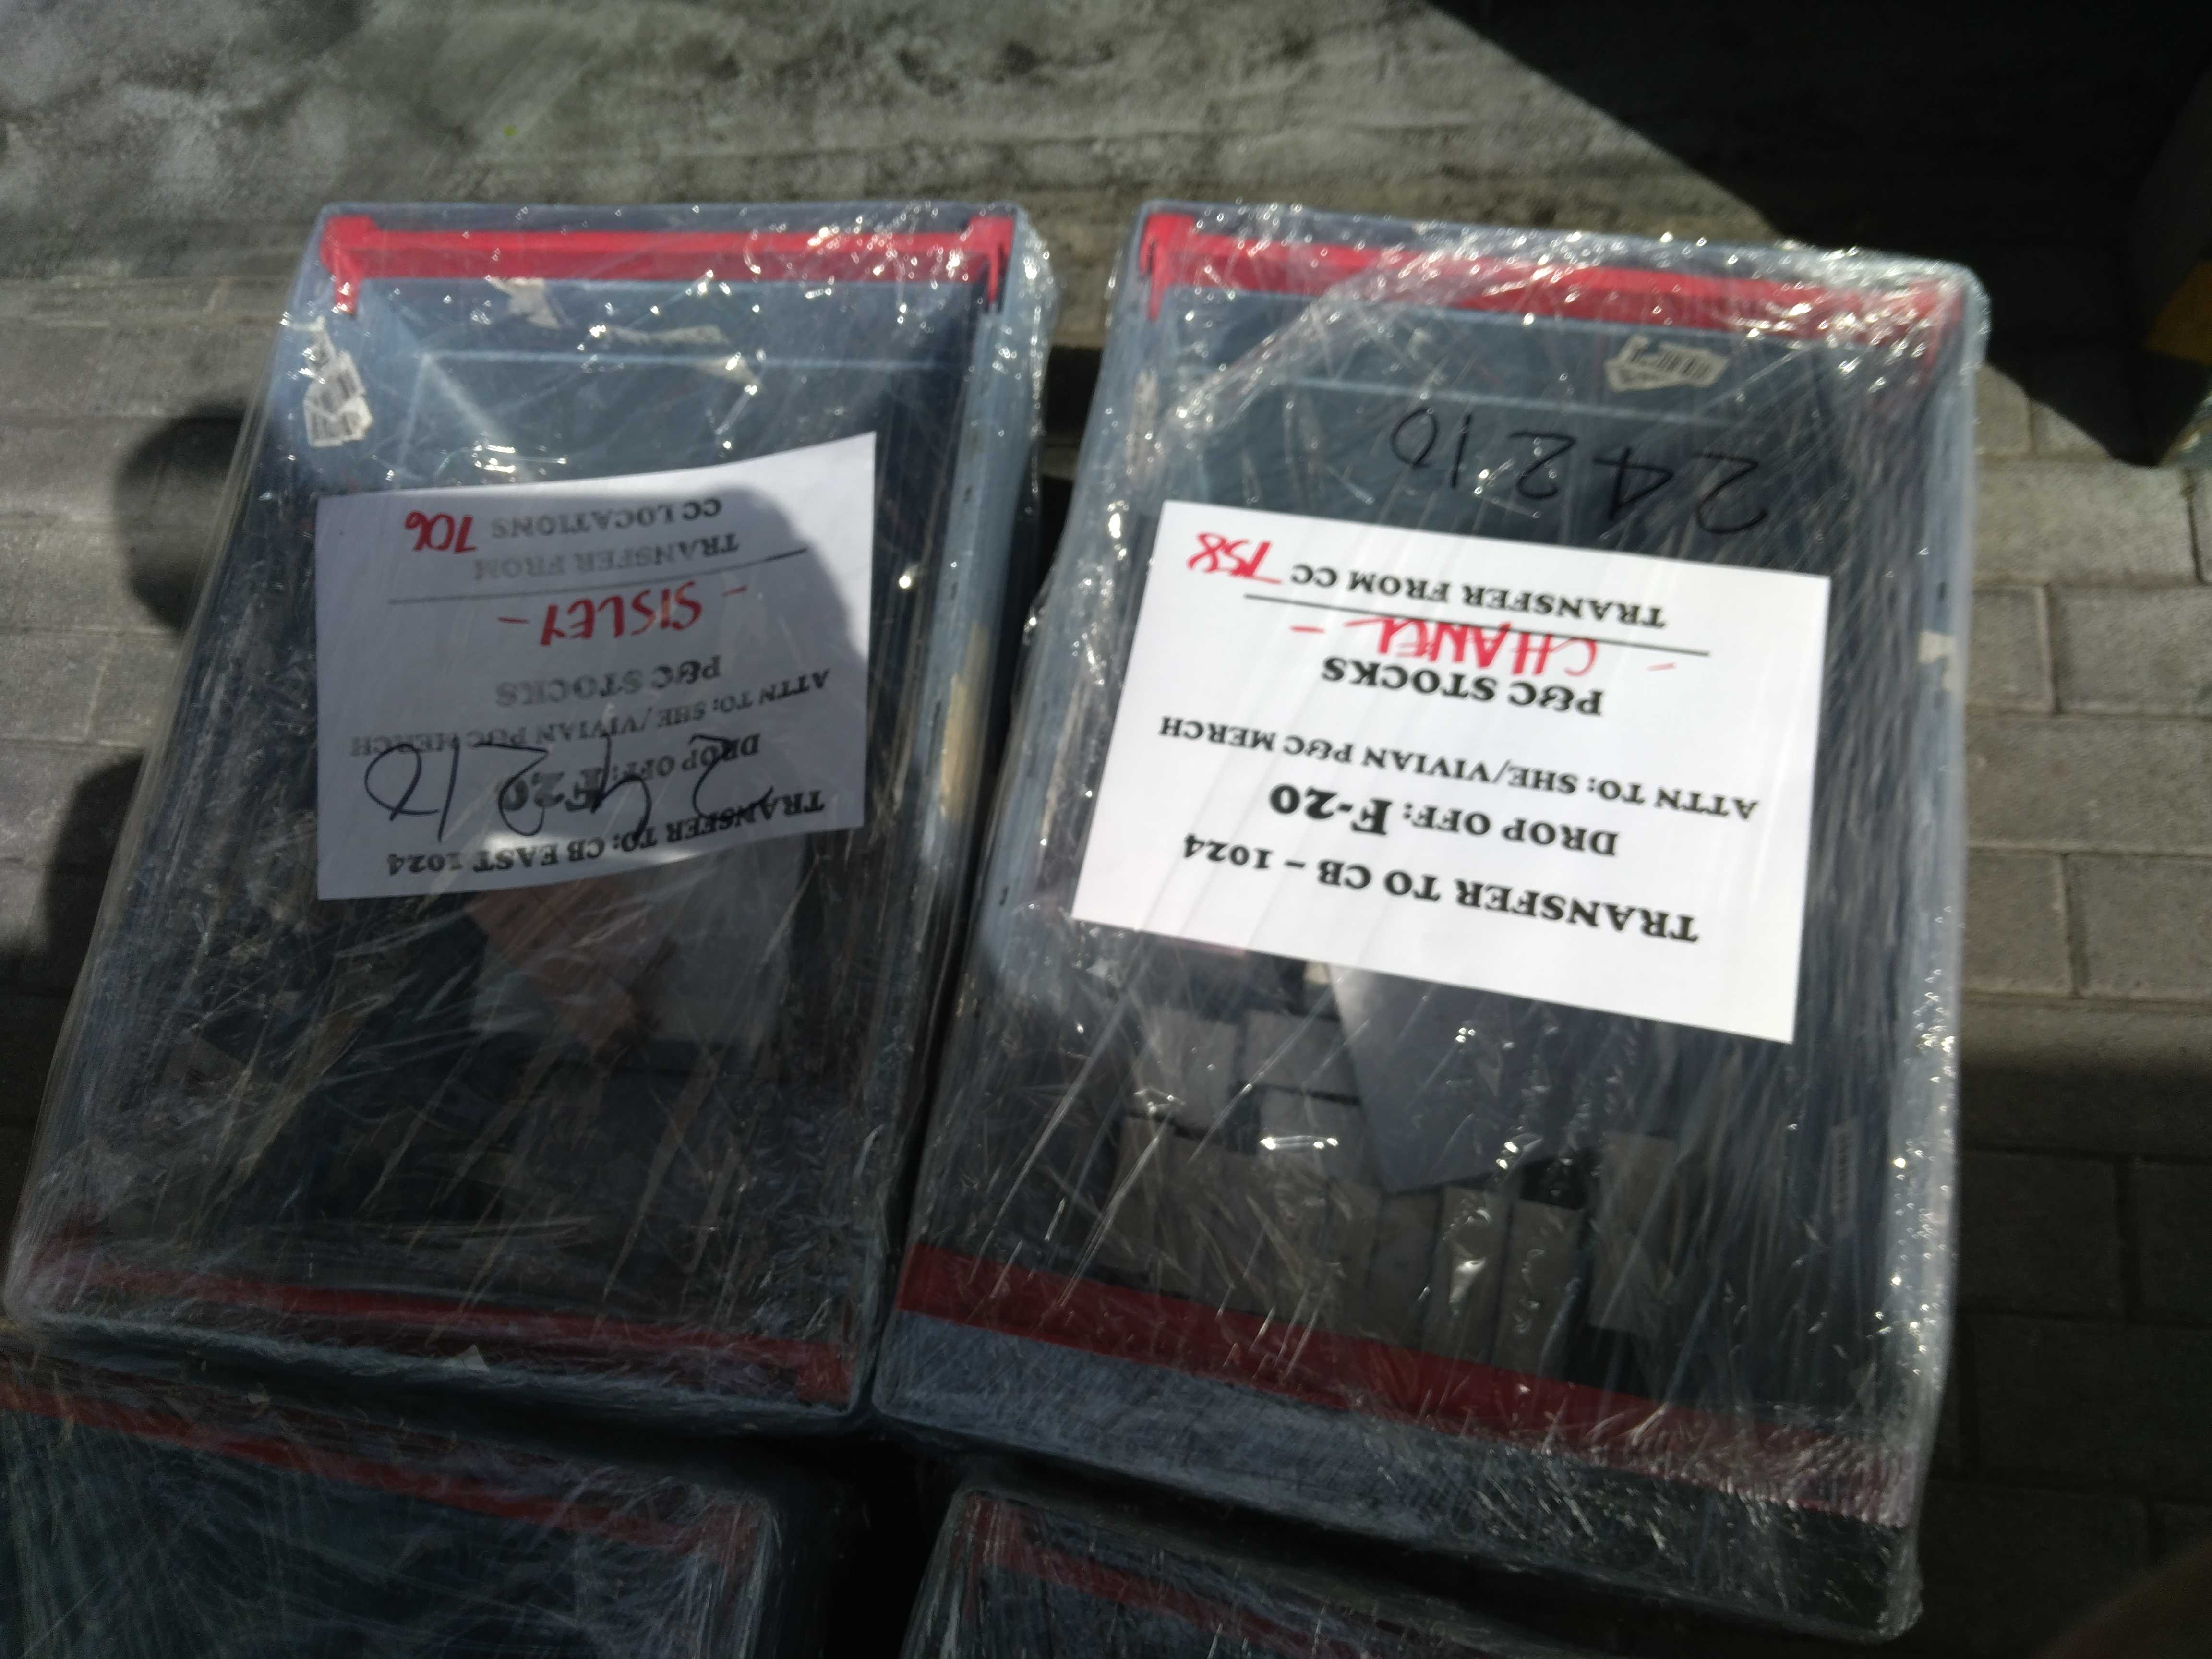 TRANSFER TO: CB EAST 1024
DROP OFF: F-20
24210
ATTN TO: SHE/VIVIAN P&C MERCH
P&C STOCKS
- SISLEY -
TRANSFER FROM
CC LOCATIONS 706
TRANSFER TO CB – 1024
DROP OFF: F-20
ATTN TO: SHE/VIVIAN P&C MERCH
P&C STOCKS
- CHANEL -
TRANSFER FROM CC 758
24210